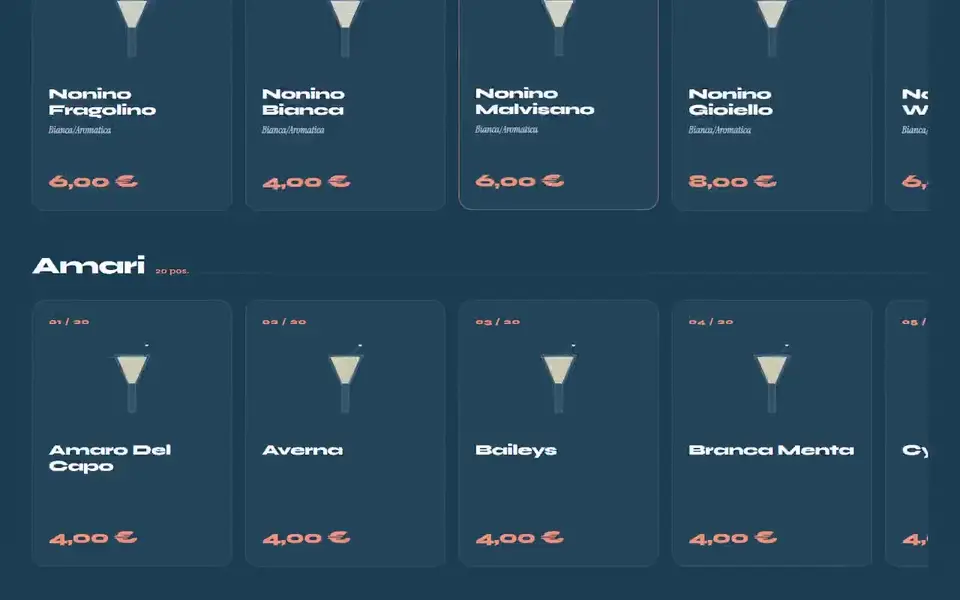 Nonino
Fragolino
Bianca/Aromatica
6,00 €
Nonino
Bianca
Bianca/Aromatica
4,00 €
Nonino
Malvisano
Bianca/Aromatica
6,00 €
Nonino
Gioiello
Bianca/Aromatica
8,00 €
Amari 20 pos.
01 / 20
Amaro Del
Capo
4,00 €
02 / 20
Averna
4,00 €
03 / 20
Baileys
4,00 €
04 / 20
Branca Menta
4,00 €
05 /